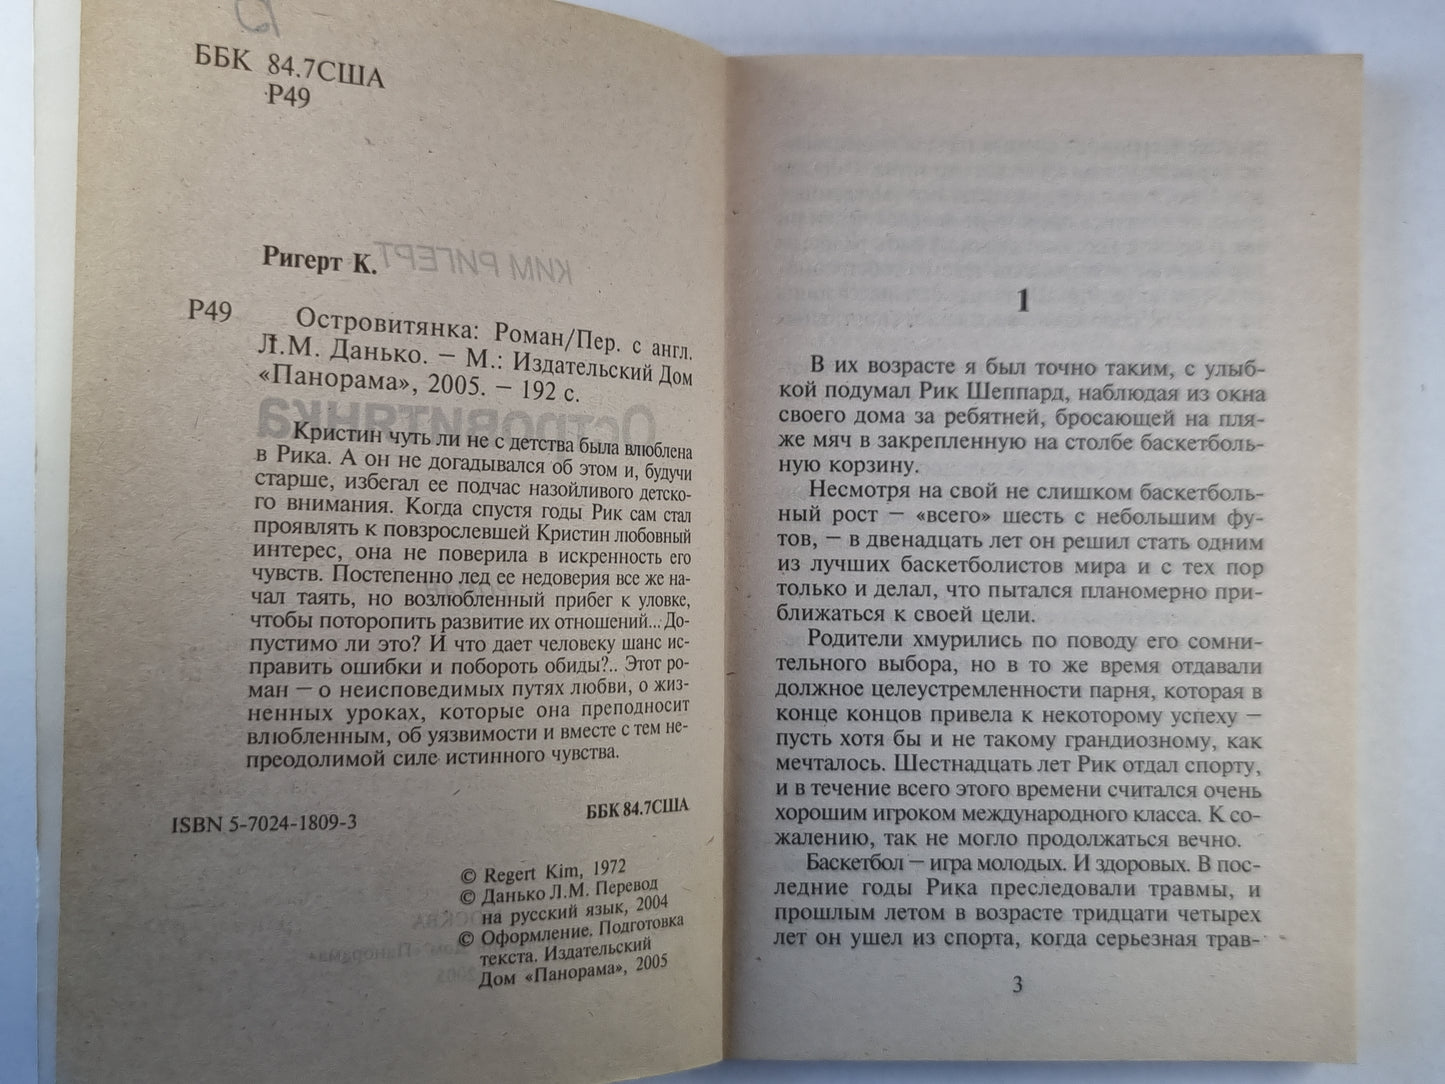 ББК 84.7США
Р49
Ригерт К.
Р49
Островитянка: Роман/Пер. с англ.
Л.М. Данько. — М.: Издательский Дом
«Панорама», 2005. — 192 с.
Кристин чуть ли не с детства была влюблена
в Рика. А он не догадывался об этом и, будучи
старше, избегал ее подчас назойливого детско-
го внимания. Когда спустя годы Рик сам стал
проявлять к повзрослевшей Кристин любовный
интерес, она не поверила в искренность его
чувств. Постепенно лед ее недоверия все же на-
чал таять, но возлюбленный прибег к уловке,
чтобы поторопить развитие их отношений... До-
пустимо ли это? И что дает человеку шанс ис-
править ошибки и побороть обиды?.. Этот ро-
ман — о неисповедимых путях любви, о жиз-
ненных уроках, которые она преподносит
влюбленным, об уязвимости и вместе с тем не-
преодолимой силе истинного чувства.
ББК 84.7США
ISBN 5-7024-1809-3
© Regert Kim, 1972
© Данько Л.М. Перевод
на русский язык, 2004
© Оформление. Подготовка
текста. Издательский
Дом «Панорама», 2005
1
В их возрасте я был точно таким, с улыб-
кой подумал Рик Шеппард, наблюдая из окна
своего дома за ребятней, бросающей на пля-
же мяч в закрепленную на столбе баскетболь-
ную корзину.
Несмотря на свой не слишком баскетболь-
ный рост — «всего» шесть с небольшим фу-
тов, — в двенадцать лет он решил стать одним
из лучших баскетболистов мира и с тех пор
только и делал, что пытался планомерно при-
ближаться к своей цели.
Родители хмурились по поводу его сомни-
тельного выбора, но в то же время отдавали
должное целеустремленности парня, которая в
конце концов привела к некоторому успеху —
пусть хотя бы и не такому грандиозному, как
мечталось. Шестнадцать лет Рик отдал спорту,
и в течение всего этого времени считался очень
хорошим игроком международного класса. К со-
жалению, так не могло продолжаться вечно.
Баскетбол — игра молодых. И здоровых. В пос-
ледние годы Рика преследовали травмы, и
прошлым летом в возрасте тридцати четырех
лет он ушел из спорта, когда серьезная трав-
3